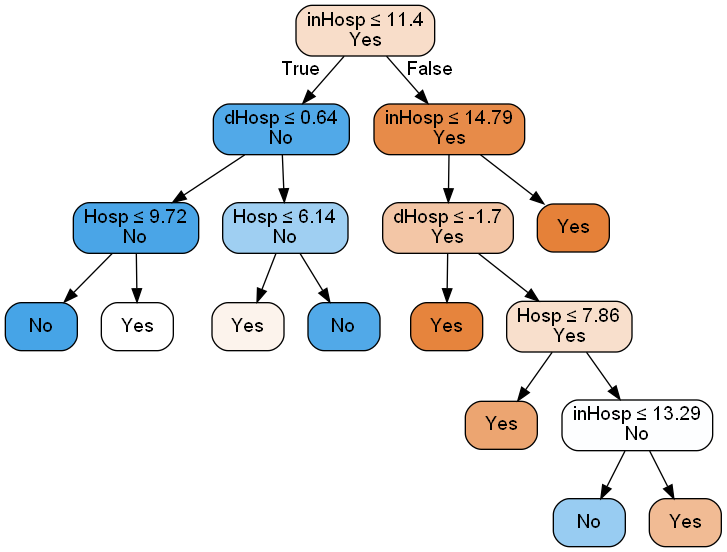 inHosp ≤ 11.4
Yes
True
False
dHosp ≤ 0.64
No
inHosp ≤ 14.79
Yes
Hosp ≤ 9.72
No
Hosp ≤ 6.14
No
dHosp ≤ -1.7
Yes
Yes
No
Yes
Yes
No
Yes
Hosp ≤ 7.86
Yes
Yes
inHosp ≤ 13.29
No
No
Yes